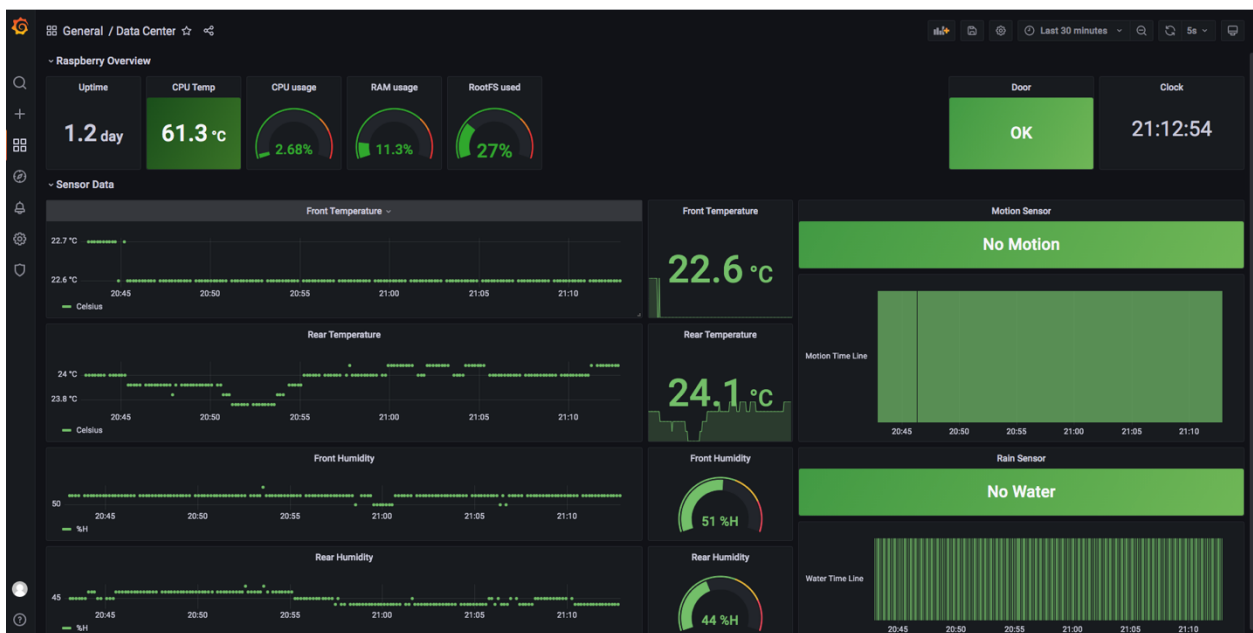 General / Data Center
Last 30 minutes
5s
Raspberry Overview
Uptime
CPU Temp
CPU usage
RAM usage
RootFS used
Door
Clock
1.2 day
61.3 °C
2.68%
11.3%
27%
OK
21:12:54
Sensor Data
Front Temperature
22.7 °C
22.6 °C
20:45 20:50 20:55 21:00 21:05 21:10
Celsius
Front Temperature
22.6 °C
Motion Sensor
No Motion
Rear Temperature
24 °C
23.8 °C
20:45 20:50 20:55 21:00 21:05 21:10
Celsius
Rear Temperature
24.1 °C
Motion Time Line
20:45 20:50 20:55 21:00 21:05 21:10
Front Humidity
50
20:45 20:50 20:55 21:00 21:05 21:10
%H
Front Humidity
51 %H
Rain Sensor
No Water
Rear Humidity
45
20:45 20:50 20:55 21:00 21:05 21:10
%H
Rear Humidity
44 %H
Water Time Line
20:45 20:50 20:55 21:00 21:05 21:10